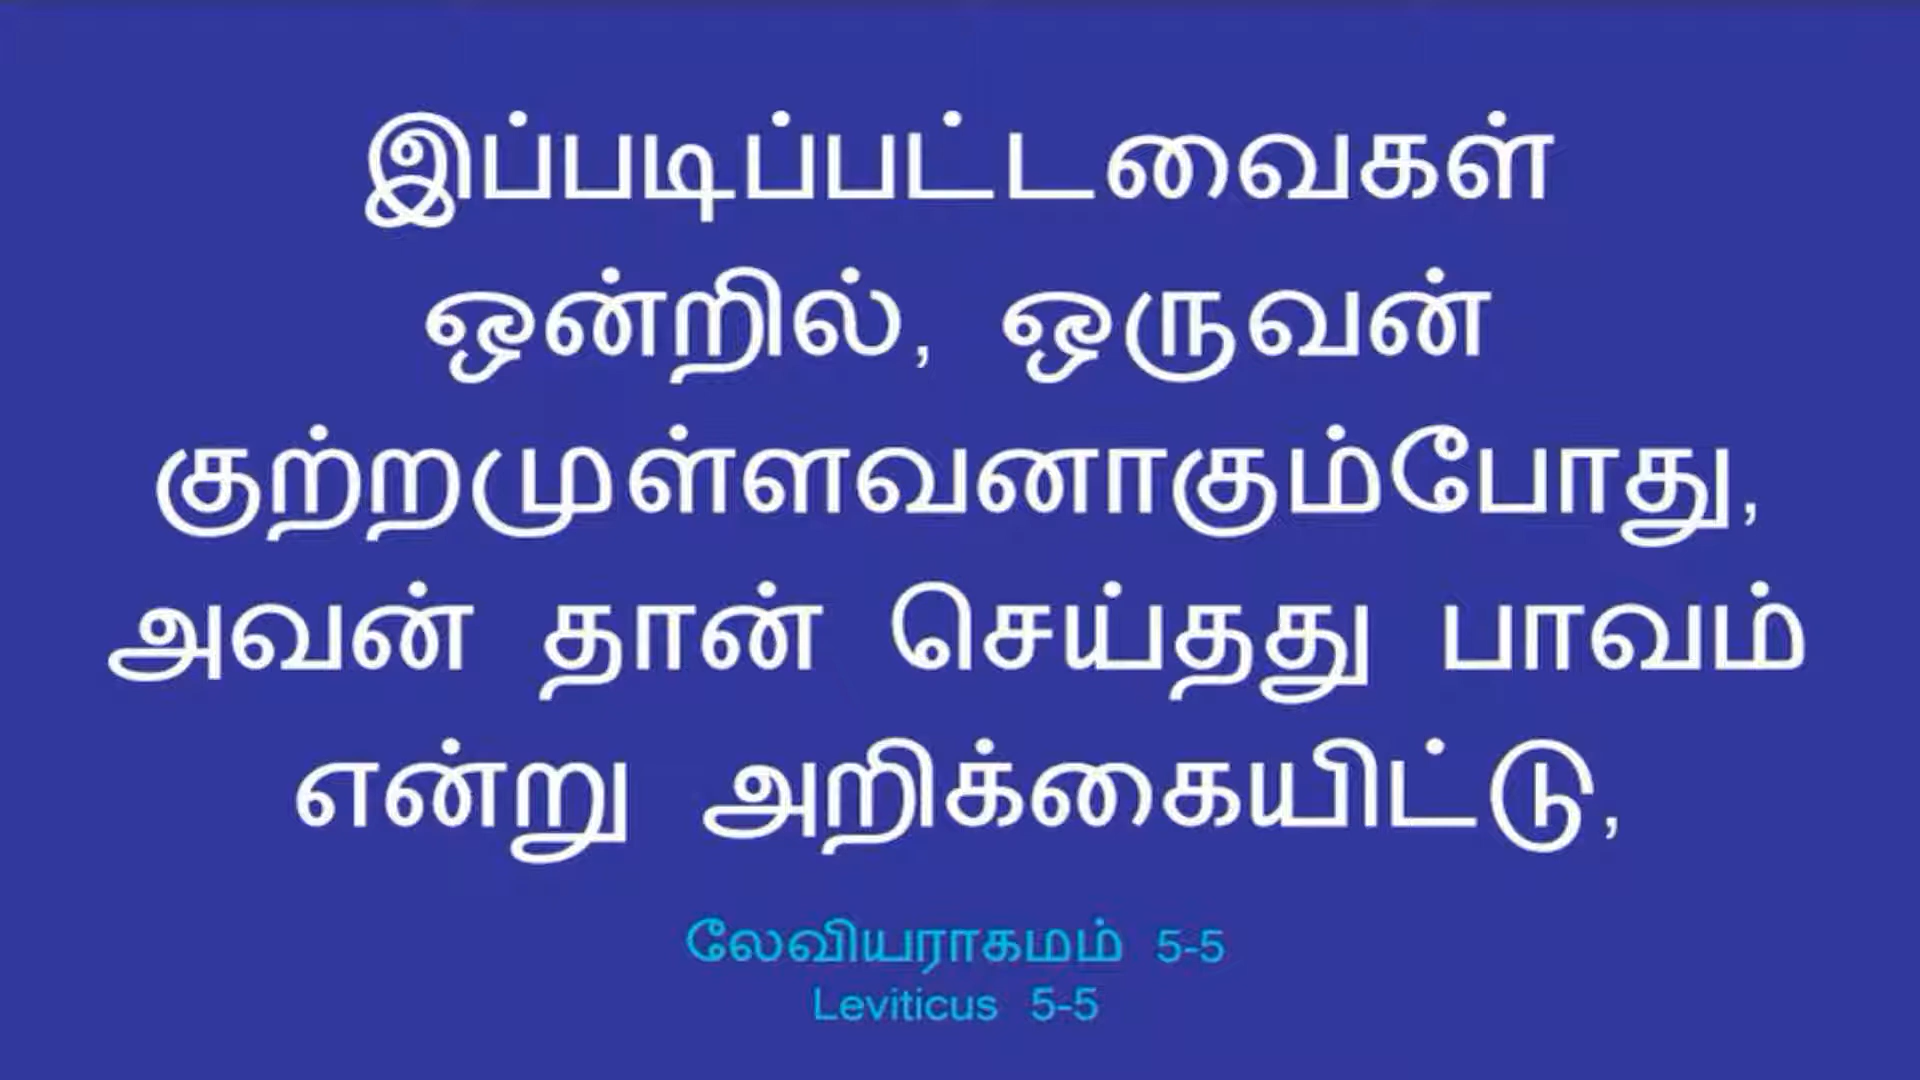 இப்படிப்பட்டவைகள்
ஒன்றில், ஒருவன்
குற்றமுள்ளவனாகும்போது,
அவன் தான் செய்தது பாவம்
என்று அறிக்கையிட்டு,
லேவியராகமம் 5-5
Leviticus 5-5